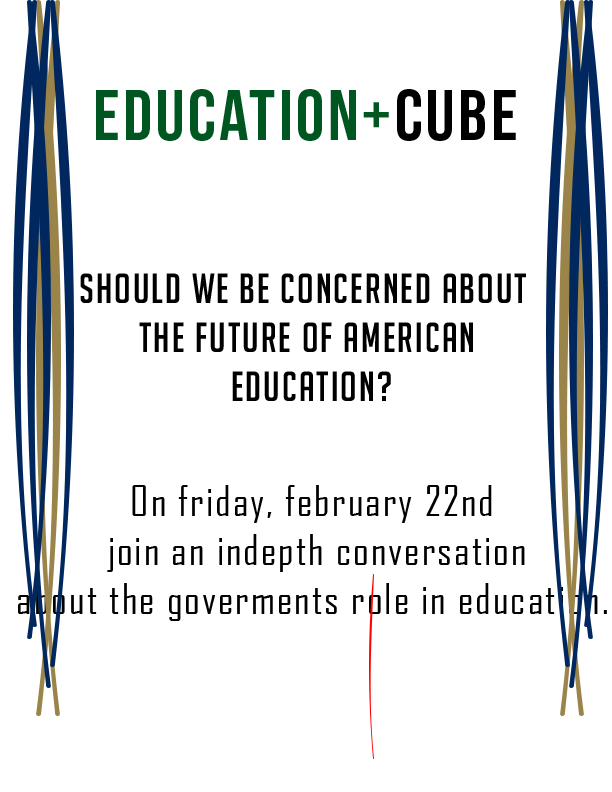 EDUCATION+CUBE
SHOULD WE BE CONCERNED ABOUT
THE FUTURE OF AMERICAN
EDUCATION?
On friday, february 22nd
join an indepth conversation
about the goverments role in education.